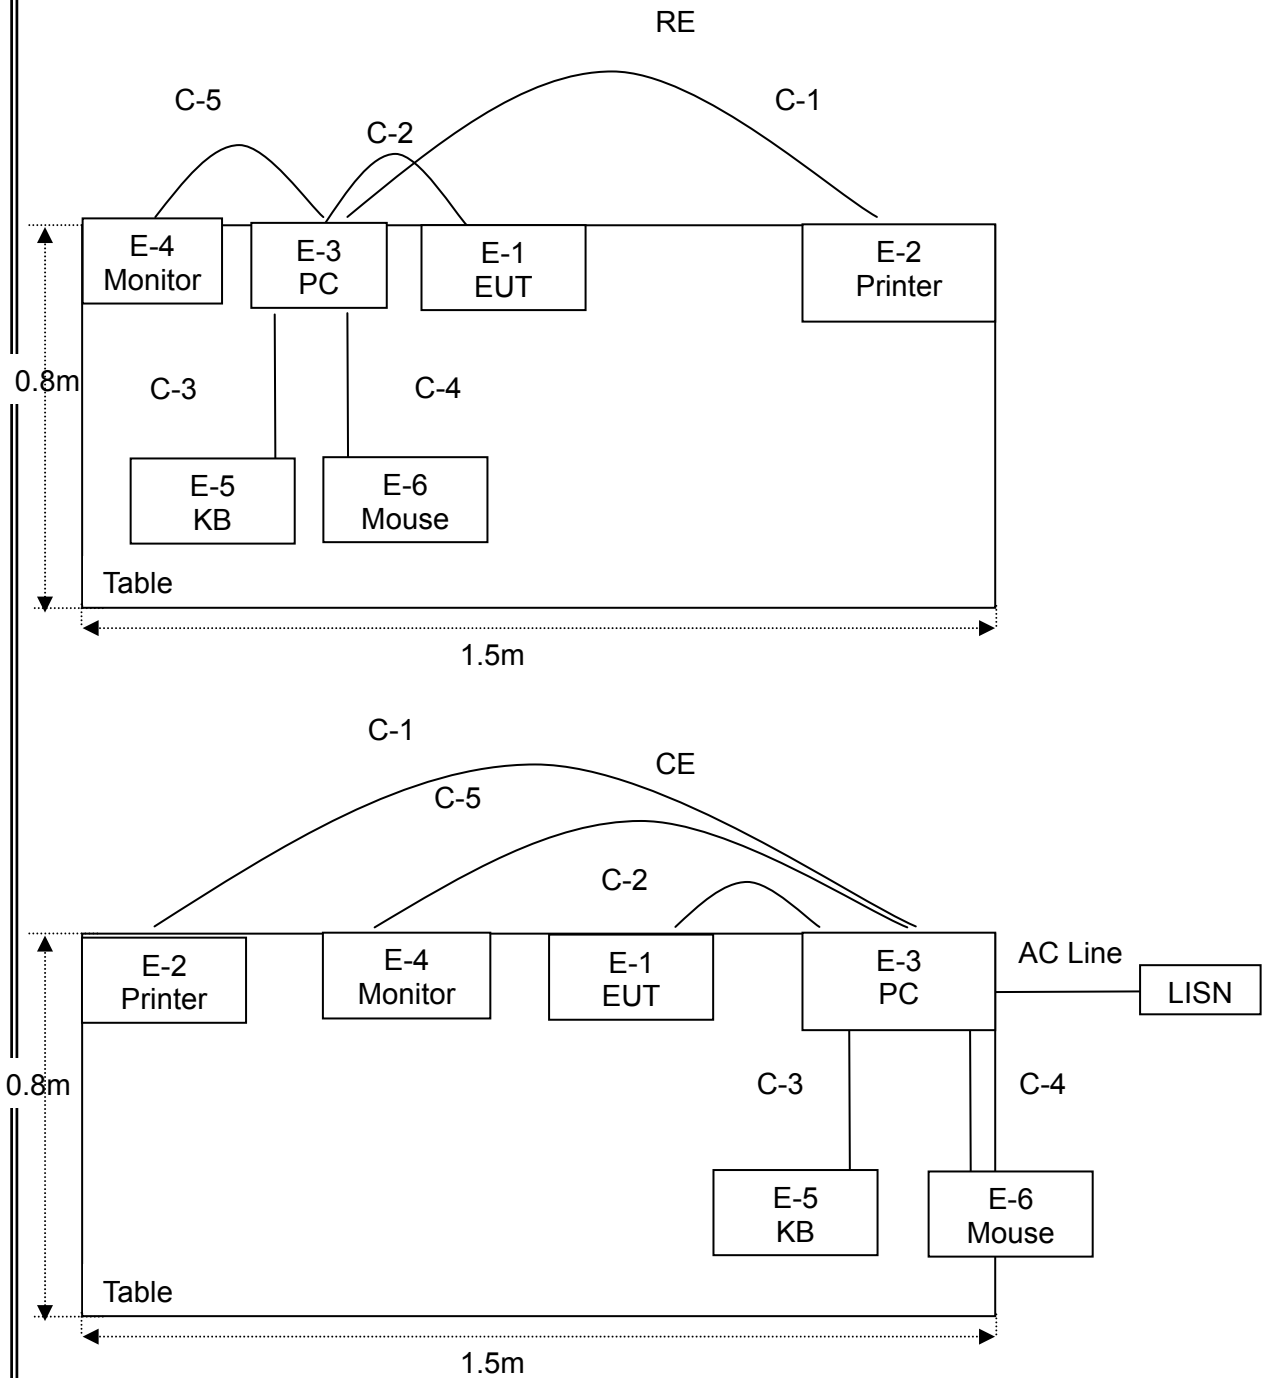 RE
C-5
C-1
C-2
E-4
Monitor
E-3
PC
E-1
EUT
E-2
Printer
0.8m
C-3
C-4
E-5
KB
E-6
Mouse
Table
1.5m
C-1
CE
C-5
C-2
E-2
Printer
E-4
Monitor
E-1
EUT
E-3
PC
AC Line
LISN
0.8m
C-3
C-4
E-5
KB
E-6
Mouse
Table
1.5m